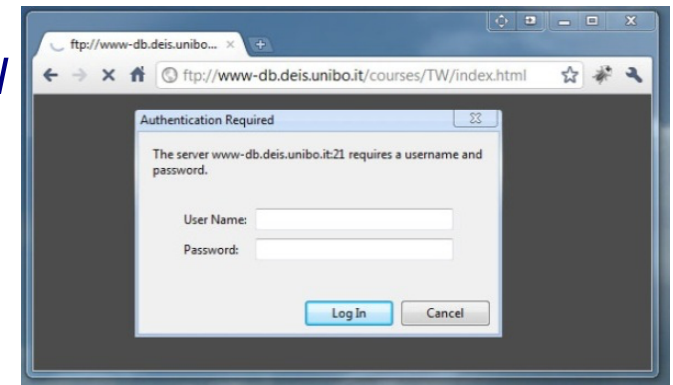 ftp://www-db.deis.unibo...
ftp://www-db.deis.unibo.it/courses/TW/index.html
Authentication Required
The server www-db.deis.unibo.it:21 requires a username and
password.
User Name:
Password:
Log In Cancel